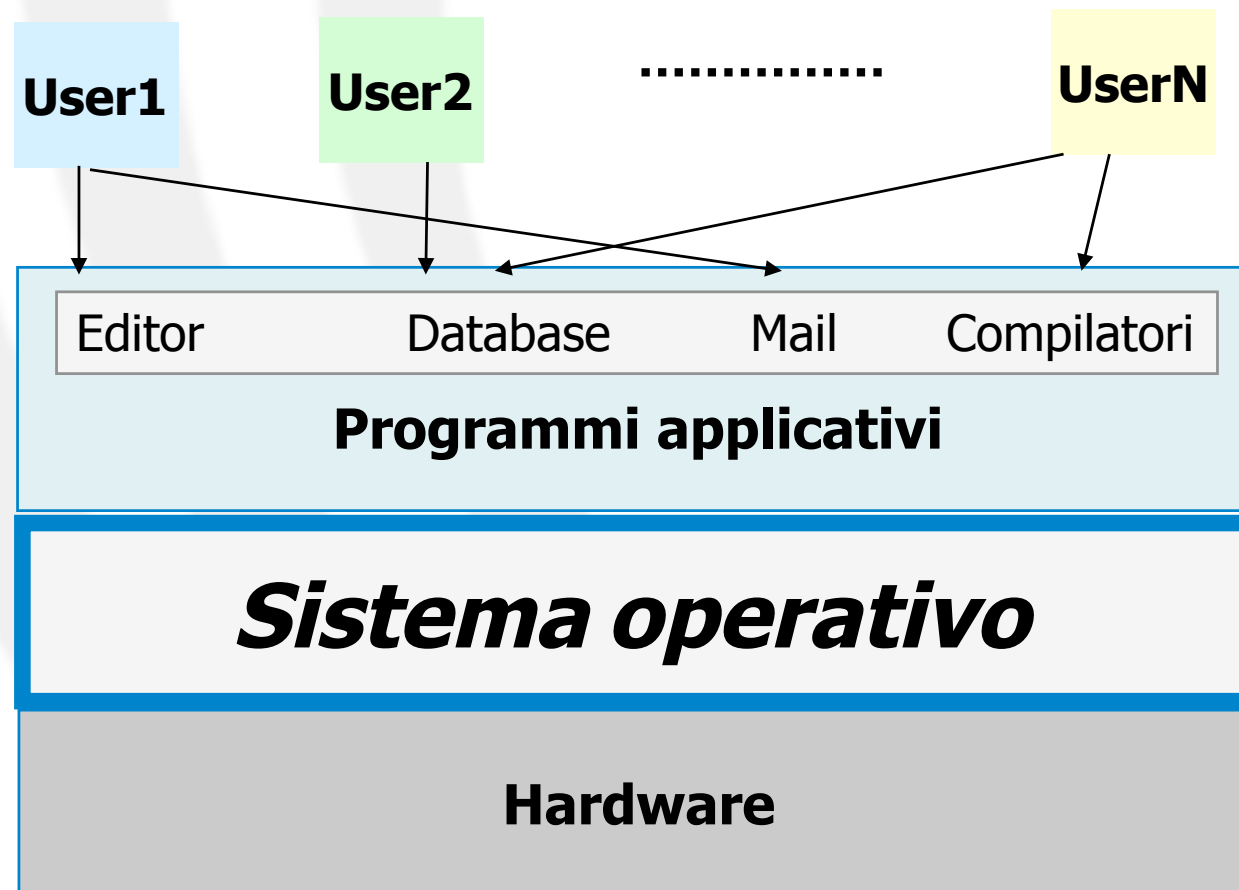 User1 User2 ............... UserN
Editor Database Mail Compilatori
Programmi applicativi
Sistema operativo
Hardware